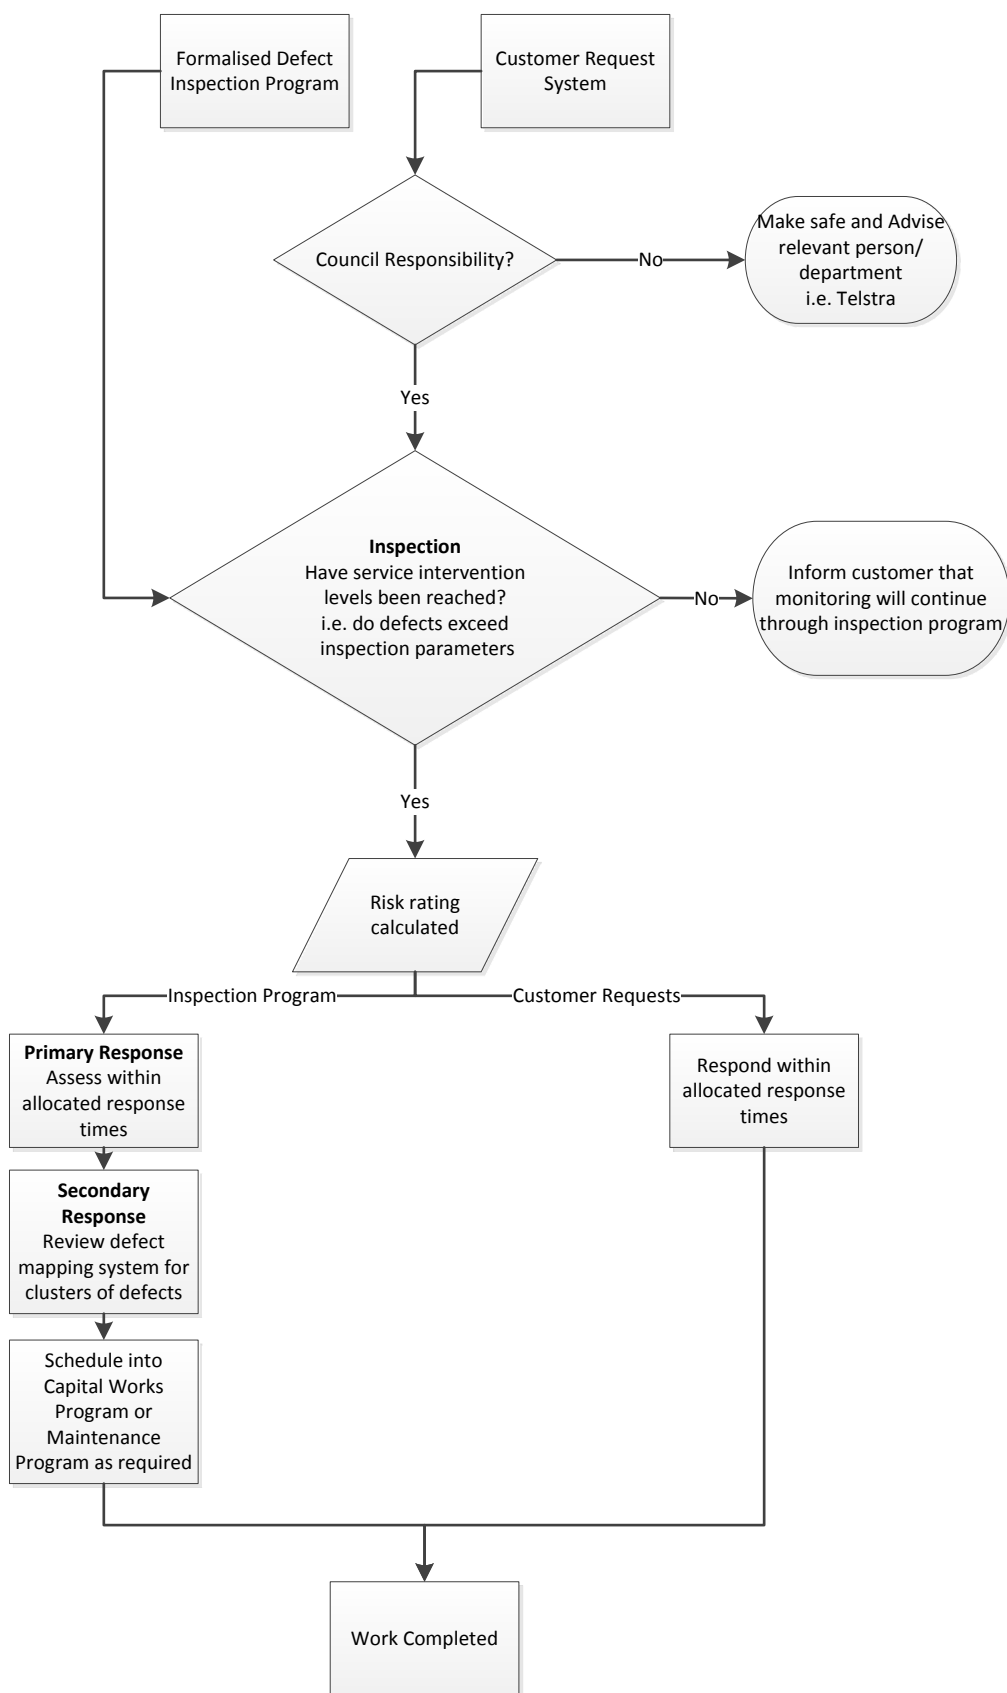 Formalised Defect
Inspection Program
Customer Request
System
Council Responsibility?
No
Make safe and Advise
relevant person/
department
i.e. Telstra
Yes
Inspection
Have service intervention
levels been reached?
i.e. do defects exceed
inspection parameters
No
Inform customer that
monitoring will continue
through inspection program
Yes
Risk rating
calculated
Inspection Program
Customer Requests
Primary Response
Assess within
allocated response
times
Respond within
allocated response
times
Secondary
Response
Review defect
mapping system for
clusters of defects
Schedule into
Capital Works
Program or
Maintenance
Program as required
Work Completed